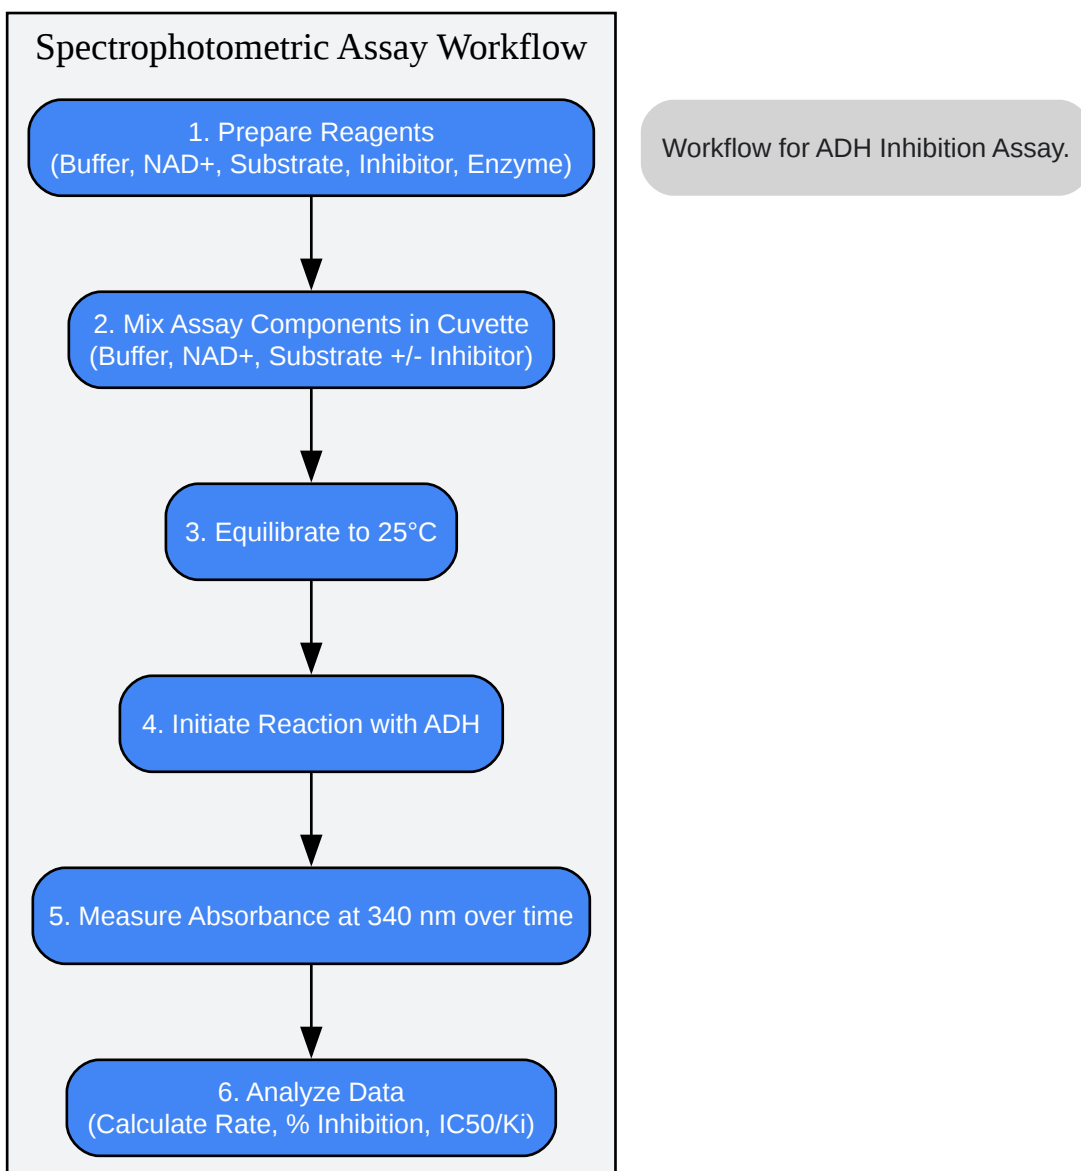 Spectrophotometric Assay Workflow
1. Prepare Reagents
(Buffer, NAD+, Substrate, Inhibitor, Enzyme)
Workflow for ADH Inhibition Assay.
2. Mix Assay Components in Cuvette
(Buffer, NAD+, Substrate +/- Inhibitor)
3. Equilibrate to 25°C
4. Initiate Reaction with ADH
5. Measure Absorbance at 340 nm over time
6. Analyze Data
(Calculate Rate, % Inhibition, IC50/Ki)